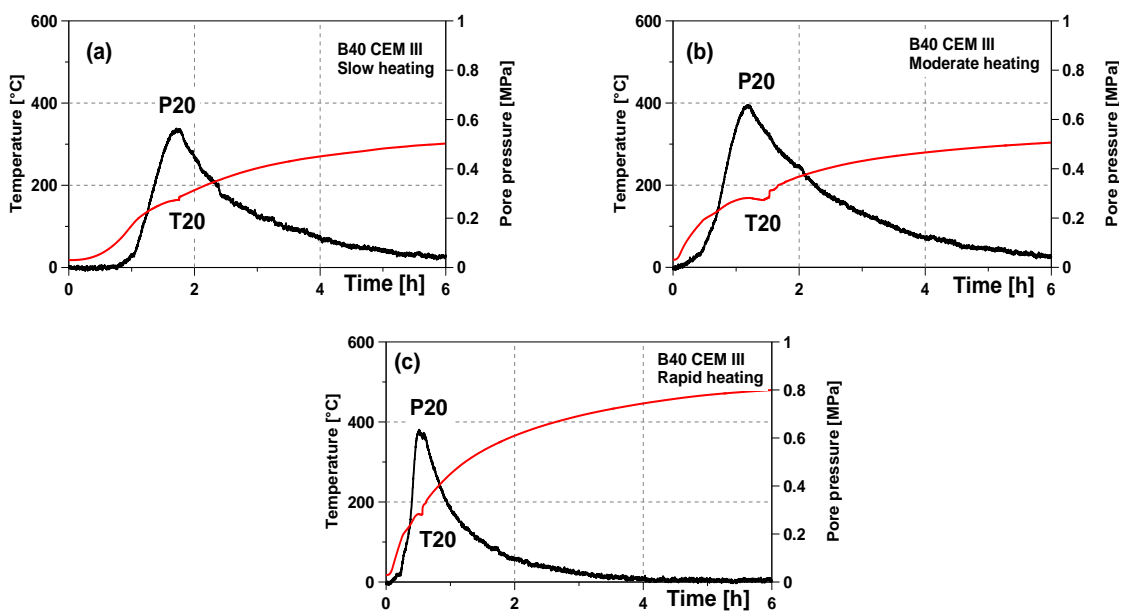 (a)
B40 CEM III
Slow heating
P20
T20
Temperature [°C]
Pore pressure [MPa]
Time [h]
600
400
200
0
1
0.8
0.6
0.4
0.2
0
0
2
4
6
(b)
B40 CEM III
Moderate heating
P20
T20
Temperature [°C]
Pore pressure [MPa]
Time [h]
600
400
200
0
1
0.8
0.6
0.4
0.2
0
0
2
4
6
(c)
B40 CEM III
Rapid heating
P20
T20
Temperature [°C]
Pore pressure [MPa]
Time [h]
600
400
200
0
1
0.8
0.6
0.4
0.2
0
0
2
4
6